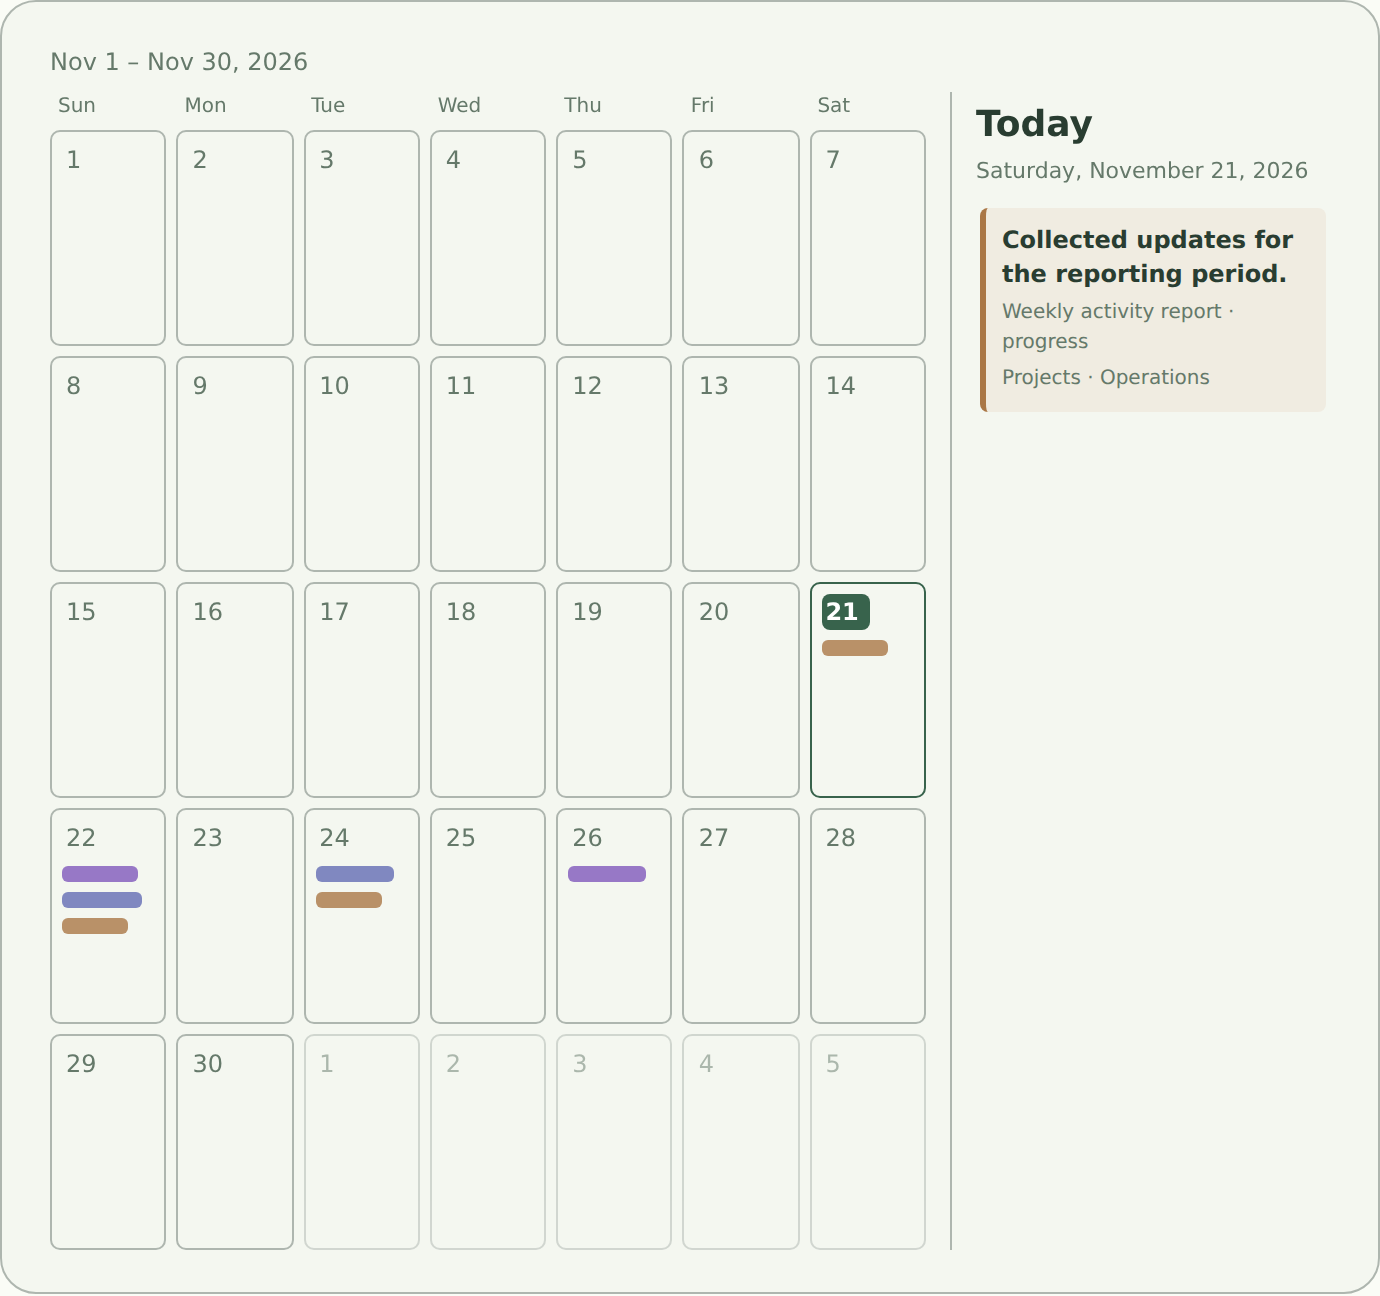 Nov 1 – Nov 30, 2026
Sun Mon Tue Wed Thu Fri Sat
1 2 3 4 5 6 7
8 9 10 11 12 13 14
15 16 17 18 19 20 21
22 23 24 25 26 27 28
29 30 1 2 3 4 5
Today
Saturday, November 21, 2026
Collected updates for
the reporting period.
Weekly activity report ·
progress
Projects · Operations